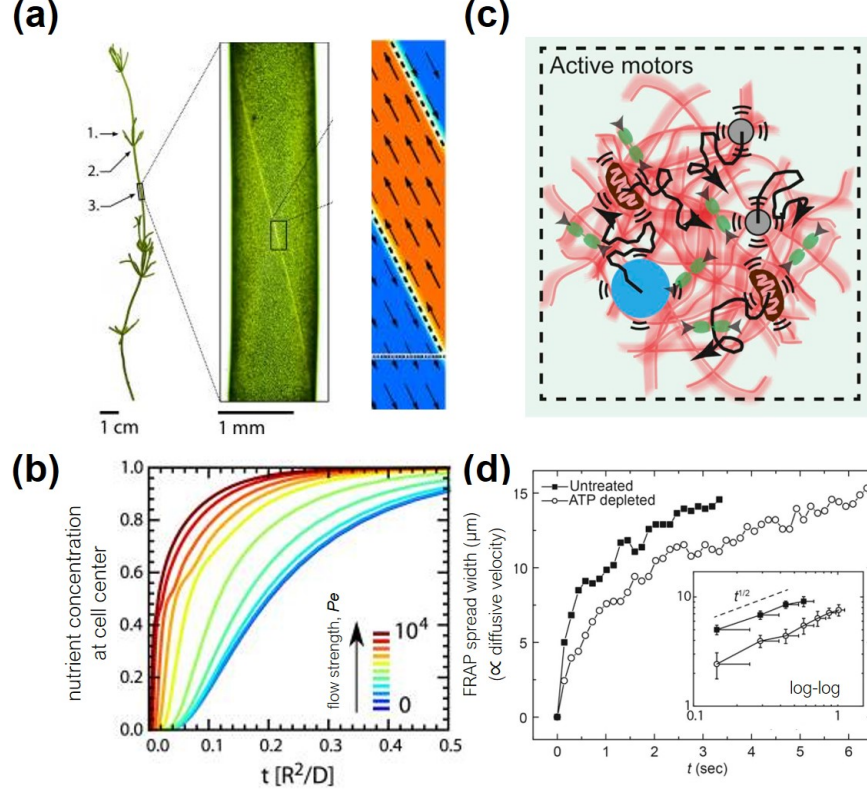 (a)
1.
2.
3.
1 cm
1 mm
(c)
Active motors
(b)
nutrient concentration
at cell center
1.0
0.8
0.6
0.4
0.2
0.0
flow strength, Pe
10⁴
0
0.0 0.1 0.2 0.3 0.4 0.5
t [R²/D]
(d)
Untreated
ATP depleted
FRAP spread width (µm)
(∝ diffusive velocity)
15
10
5
0
t^1/2
10
1
log-log
0.1 1
0 1 2 3 4 5 6
t (sec)